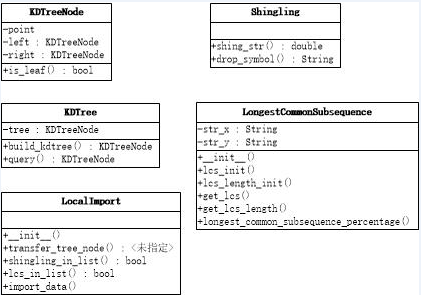 KDTreeNode
-point
-left : KDTreeNode
-right : KDTreeNode
+is_leaf() : bool
Shingling
+shing_str() : double
+drop_symbol() : String
KDTree
-tree : KDTreeNode
+build_kdtree() : KDTreeNode
+query() : KDTreeNode
LongestCommonSubsequence
-str_x : String
-str_y : String
+__init__()
+lcs_init()
+lcs_length_init()
+get_lcs()
+get_lcs_length()
+longest_common_subsequence_percentage()
LocalImport
+__init__()
+transfer_tree_node() : <未指定>
+shingling_in_list() : bool
+lcs_in_list() : bool
+import_data()